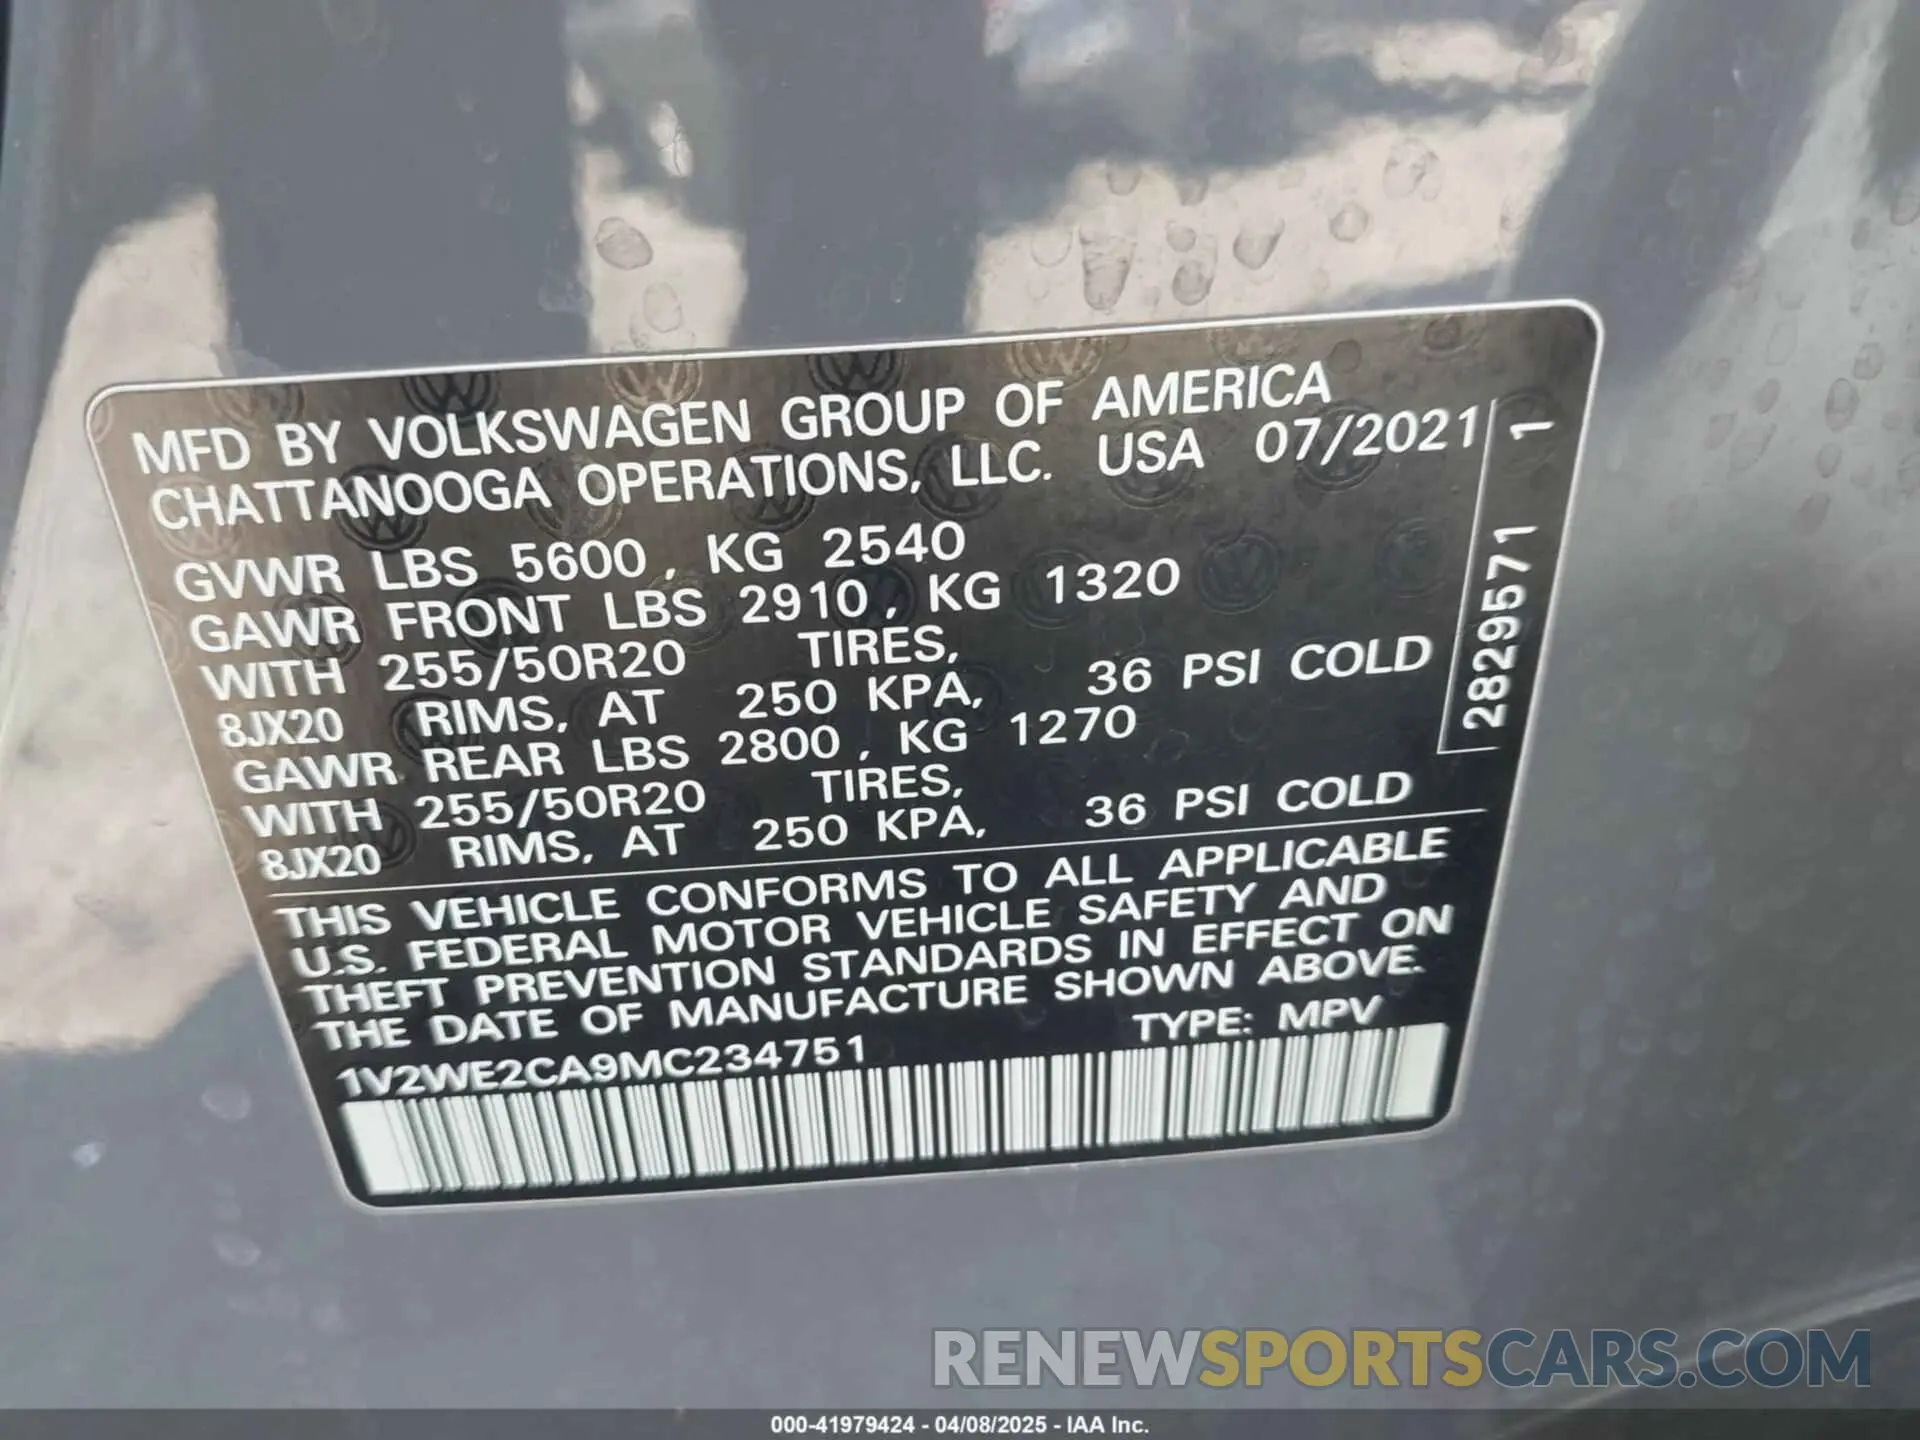 MFD BY VOLKSWAGEN GROUP OF AMERICA
CHATTANOOGA OPERATIONS, LLC. USA 07/2021
GVWR LBS 5600, KG 2540
GAWR FRONT LBS 2910, KG 1320
WITH 255/50R20 TIRES,
8JX20 RIMS, AT 250 KPA, 36 PSI COLD
GAWR REAR LBS 2800, KG 1270
WITH 255/50R20 TIRES,
8JX20 RIMS, AT 250 KPA, 36 PSI COLD
2829571 1
THIS VEHICLE CONFORMS TO ALL APPLICABLE
U.S. FEDERAL MOTOR VEHICLE SAFETY AND
THEFT PREVENTION STANDARDS IN EFFECT ON
THE DATE OF MANUFACTURE SHOWN ABOVE.
1V2WE2CA9MC234751 TYPE: MPV
RENEWSPORTSCARS.COM
000-41979424 - 04/08/2025 - IAA Inc.